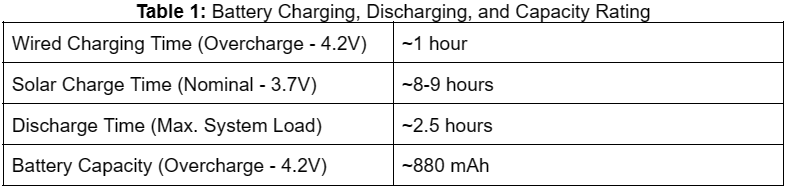 Table 1: Battery Charging, Discharging, and Capacity Rating
Wired Charging Time (Overcharge - 4.2V) ~1 hour
Solar Charge Time (Nominal - 3.7V) ~8-9 hours
Discharge Time (Max. System Load) ~2.5 hours
Battery Capacity (Overcharge - 4.2V) ~880 mAh